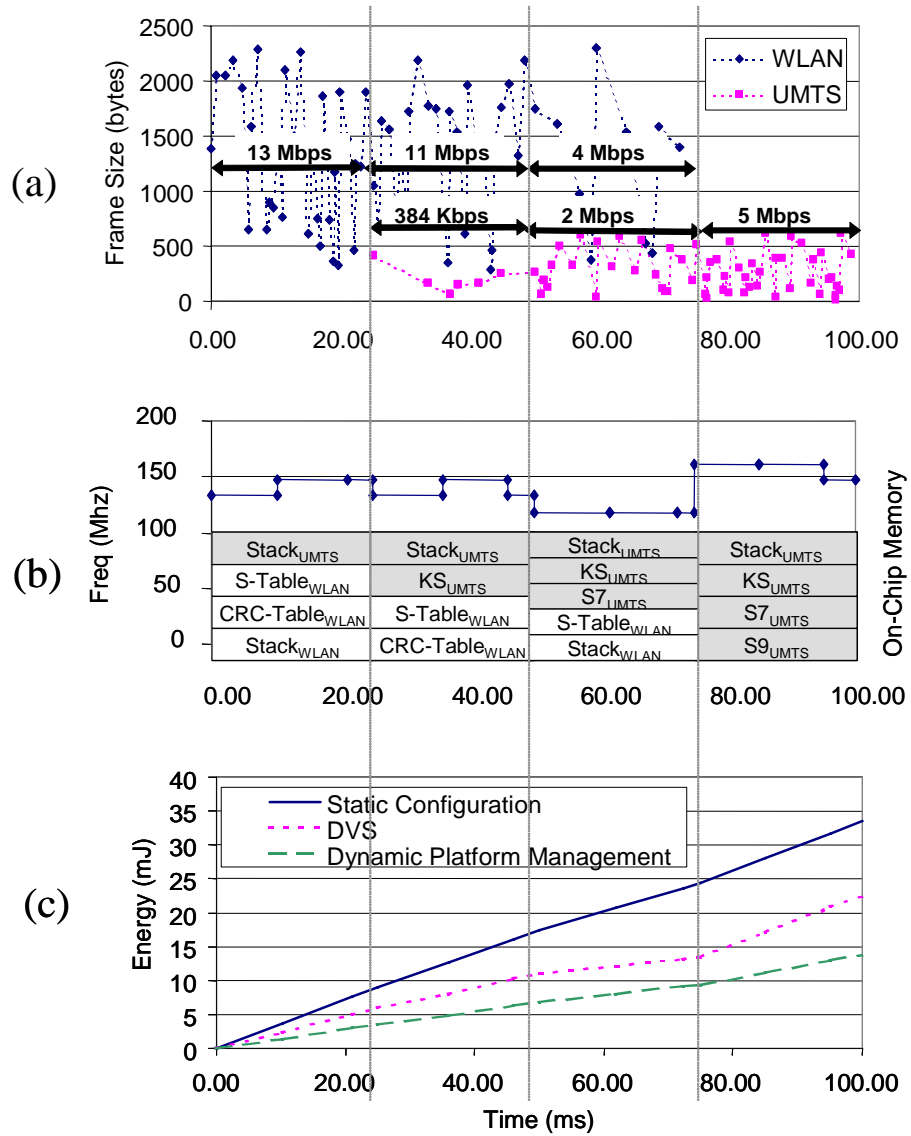 (a)
Frame Size (bytes)
2500
2000
1500
1000
500
0
WLAN
UMTS
13 Mbps
11 Mbps
4 Mbps
384 Kbps
2 Mbps
5 Mbps
0.00 20.00 40.00 60.00 80.00 100.00
(b)
Freq (Mhz)
200
150
100
50
0
On-Chip Memory
StackUMTS StackUMTS StackUMTS StackUMTS
S-TableWLAN KSUMTS KSUMTS KSUMTS
CRC-TableWLAN S-TableWLAN S7UMTS S7UMTS
StackWLAN CRC-TableWLAN S-TableWLAN S9UMTS
StackWLAN
0.00 20.00 40.00 60.00 80.00 100.00
(c)
Energy (mJ)
40
35
30
25
20
15
10
5
0
Static Configuration
DVS
Dynamic Platform Management
0.00 20.00 40.00 60.00 80.00 100.00
Time (ms)